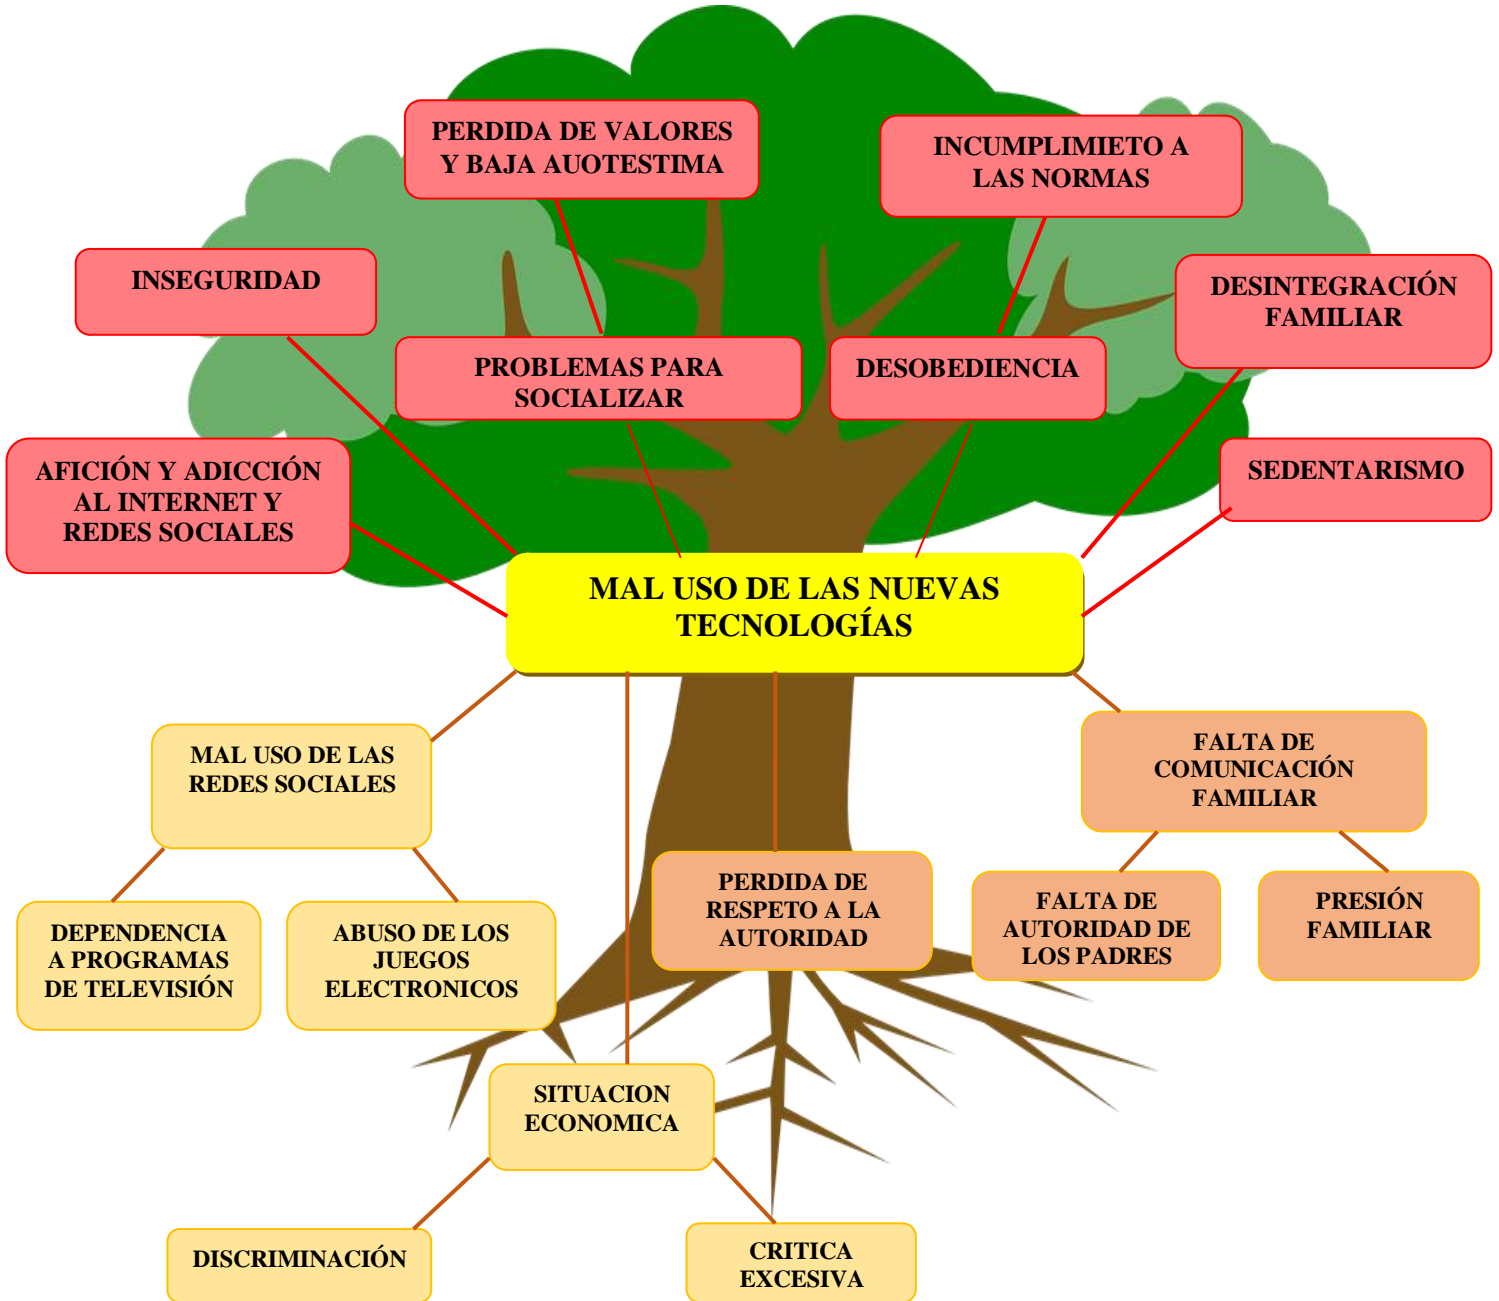 PERDIDA DE VALORES
Y BAJA AUOTESTIMA
INCUMPLIMIETO A
LAS NORMAS
INSEGURIDAD
DESINTEGRACIÓN
FAMILIAR
PROBLEMAS PARA
SOCIALIZAR
DESOBEDIENCIA
AFICIÓN Y ADICCIÓN
AL INTERNET Y
REDES SOCIALES
SEDENTARISMO
MAL USO DE LAS NUEVAS
TECNOLOGÍAS
MAL USO DE LAS
REDES SOCIALES
FALTA DE
COMUNICACIÓN
FAMILIAR
DEPENDENCIA
A PROGRAMAS
DE TELEVISIÓN
ABUSO DE LOS
JUEGOS
ELECTRONICOS
PERDIDA DE
RESPETO A LA
AUTORIDAD
FALTA DE
AUTORIDAD DE
LOS PADRES
PRESIÓN
FAMILIAR
SITUACION
ECONOMICA
DISCRIMINACIÓN
CRITICA
EXCESIVA